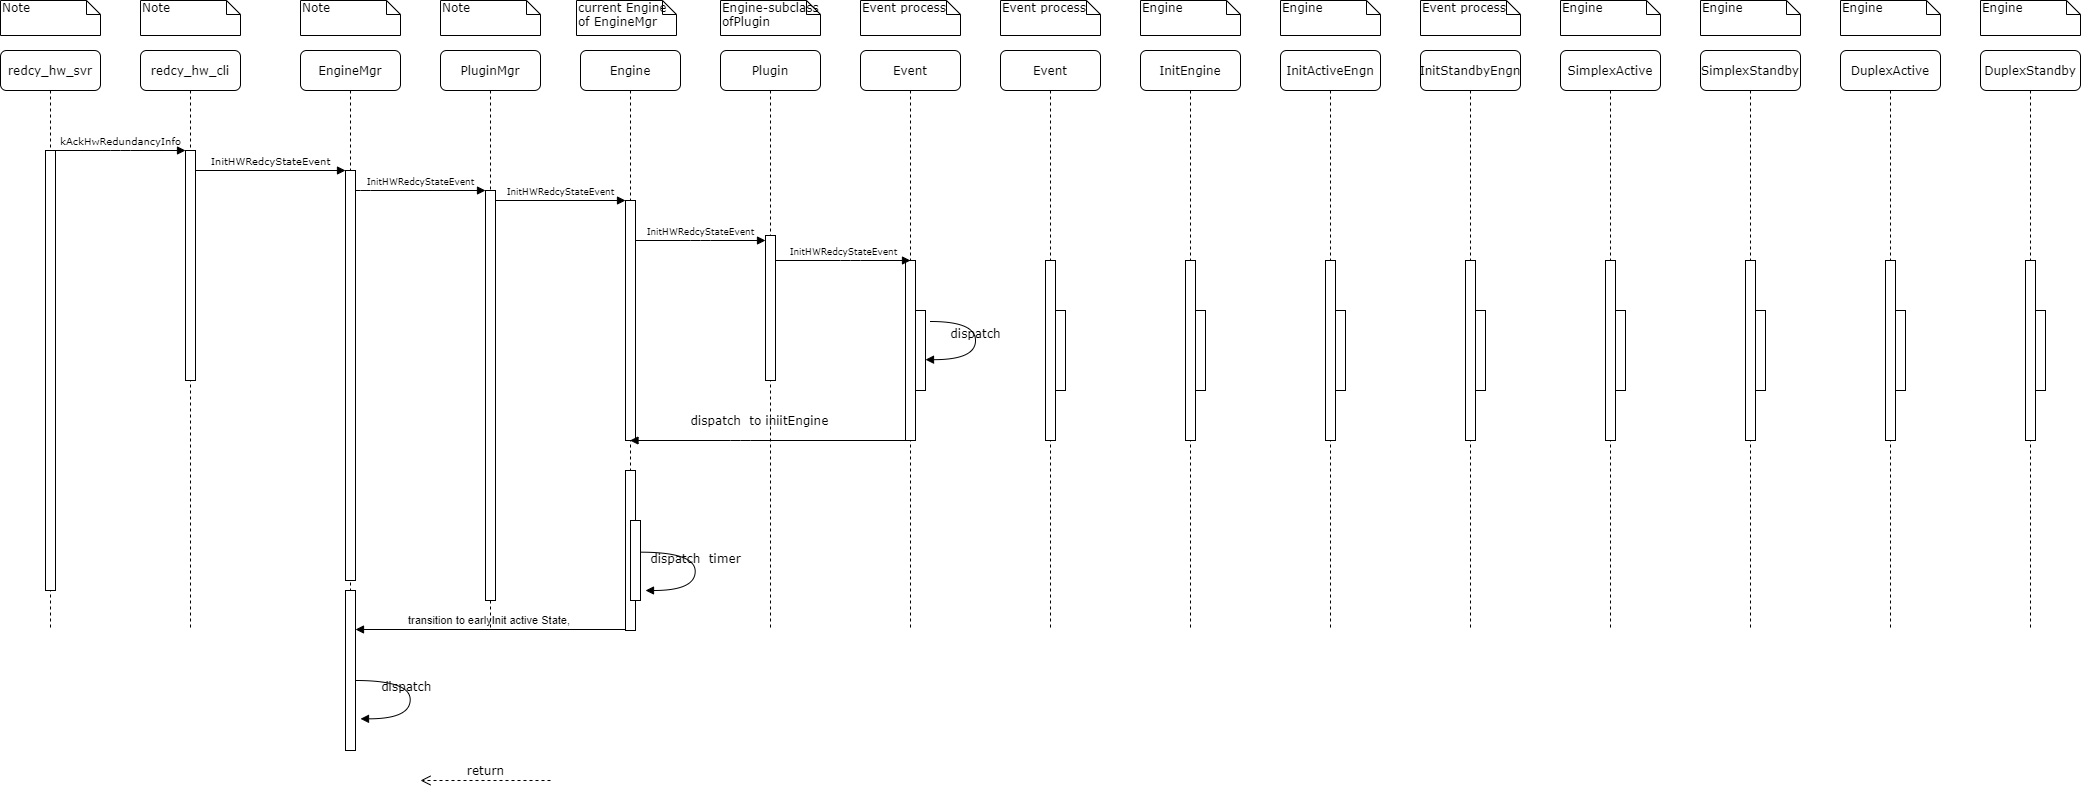 Note
Note
Note
Note
current Engine
of EngineMgr
Engine-subclass
ofPlugin
Event process
Event process
Engine
Engine
Event process
Engine
Engine
Engine
Engine
redcy_hw_svr
redcy_hw_cli
EngineMgr
PluginMgr
Engine
Plugin
Event
Event
InitEngine
InitActiveEngn
InitStandbyEngn
SimplexActive
SimplexStandby
DuplexActive
DuplexStandby
kAckHwRedundancyInfo
InitHWRedcyStateEvent
InitHWRedcyStateEvent
InitHWRedcyStateEvent
InitHWRedcyStateEvent
InitHWRedcyStateEvent
dispatch
dispatch to iniitEngine
dispatch timer
transition to earlyInit active State,
dispatch
return